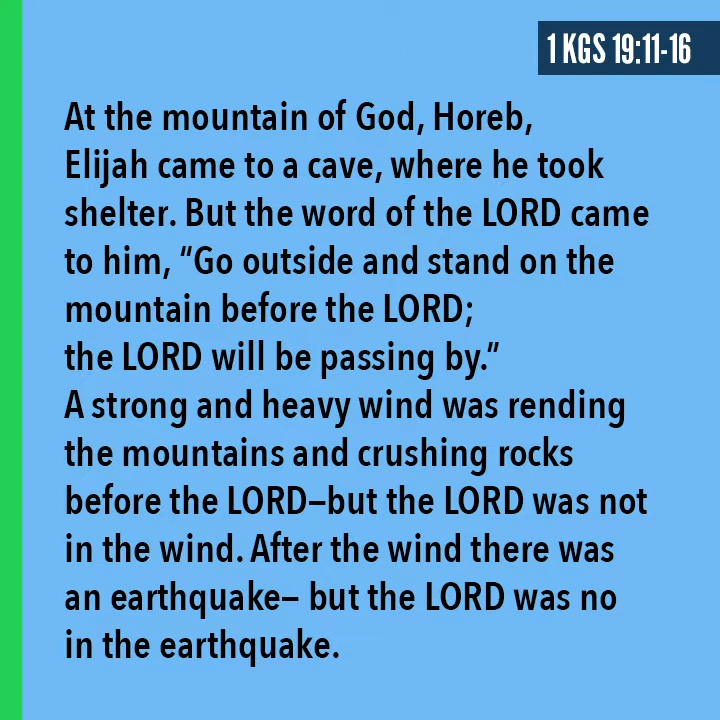 1 KGS 19:11-16
At the mountain of God, Horeb,
Elijah came to a cave, where he took
shelter. But the word of the LORD came
to him, “Go outside and stand on the
mountain before the LORD;
the LORD will be passing by.”
A strong and heavy wind was rending
the mountains and crushing rocks
before the LORD—but the LORD was not
in the wind. After the wind there was
an earthquake— but the LORD was no
in the earthquake.